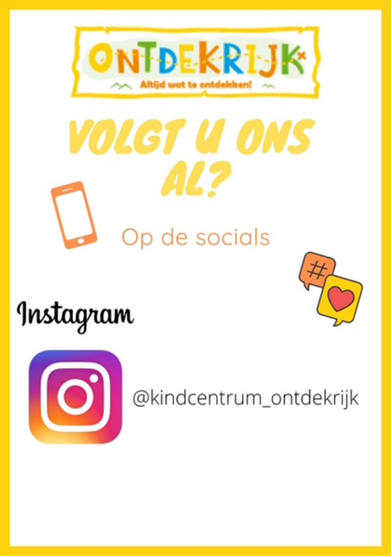 ONTDEKRIJK
Altijd wat te ontdekken!
VOLGT U ONS
AL?
Op de socials
#
Instagram
@kindcentrum_ontdekrijk